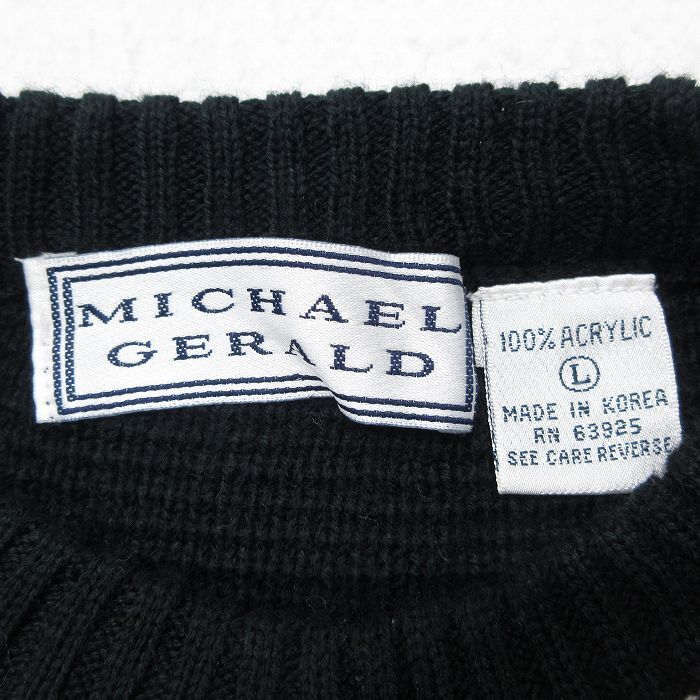 MICHAEL
GERALD
100% ACRYLIC
L
MADE IN KOREA
RN 63925
SEE CARE REVERSE